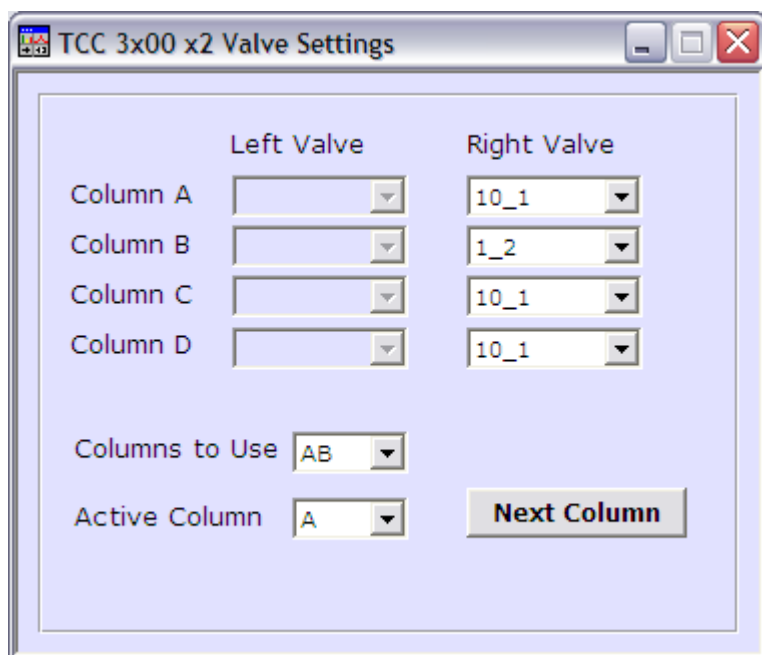 TCC 3x00 x2 Valve Settings
Left Valve Right Valve
Column A 10_1
Column B 1_2
Column C 10_1
Column D 10_1
Columns to Use AB
Active Column A Next Column